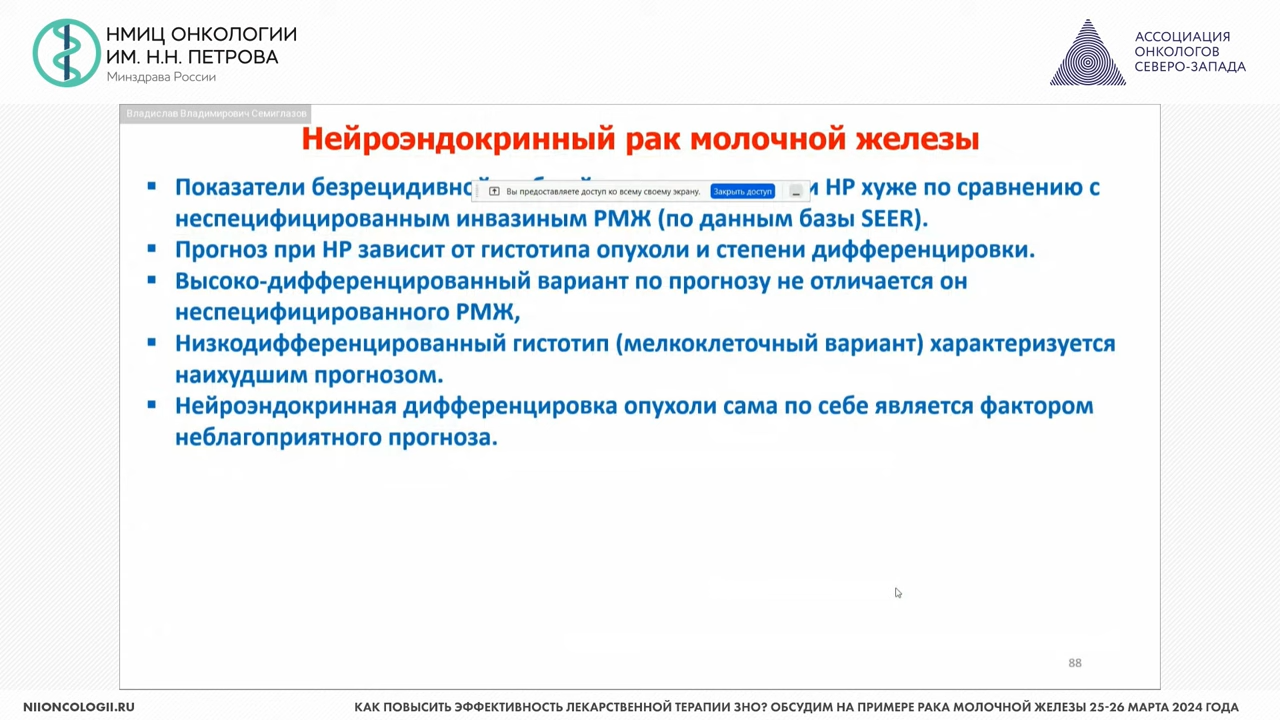 НМИЦ ОНКОЛОГИИ
ИМ. Н.Н. ПЕТРОВА
Минздрава России
АССОЦИАЦИЯ
ОНКОЛОГОВ
СЕВЕРО-ЗАПАДА
Владислав Владимирович Семиглазов
Нейроэндокринный рак молочной железы
▪ Показатели безрецидивной НР хуже по сравнению с
Вы предоставляете доступ ко всему своему экрану. Закрыть доступ
неспецифицированным инвазиным РМЖ (по данным базы SEER).
▪ Прогноз при НР зависит от гистотипа опухоли и степени дифференцировки.
▪ Высоко-дифференцированный вариант по прогнозу не отличается он
неспецифицированного РМЖ,
▪ Низкодифференцированный гистотип (мелкоклеточный вариант) характеризуется
наихудшим прогнозом.
▪ Нейроэндокринная дифференцировка опухоли сама по себе является фактором
неблагоприятного прогноза.
88
NIIONCOLOGII.RU
КАК ПОВЫСИТЬ ЭФФЕКТИВНОСТЬ ЛЕКАРСТВЕННОЙ ТЕРАПИИ ЗНО? ОБСУДИМ НА ПРИМЕРЕ РАКА МОЛОЧНОЙ ЖЕЛЕЗЫ 25-26 МАРТА 2024 ГОДА